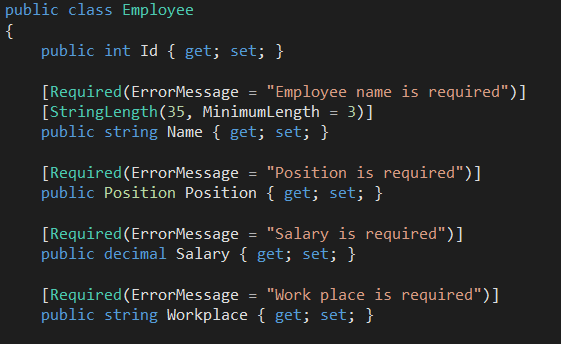 public class Employee
{
public int Id { get; set; }
[Required(ErrorMessage = "Employee name is required")]
[StringLength(35, MinimumLength = 3)]
public string Name { get; set; }
[Required(ErrorMessage = "Position is required")]
public Position Position { get; set; }
[Required(ErrorMessage = "Salary is required")]
public decimal Salary { get; set; }
[Required(ErrorMessage = "Work place is required")]
public string Workplace { get; set; }